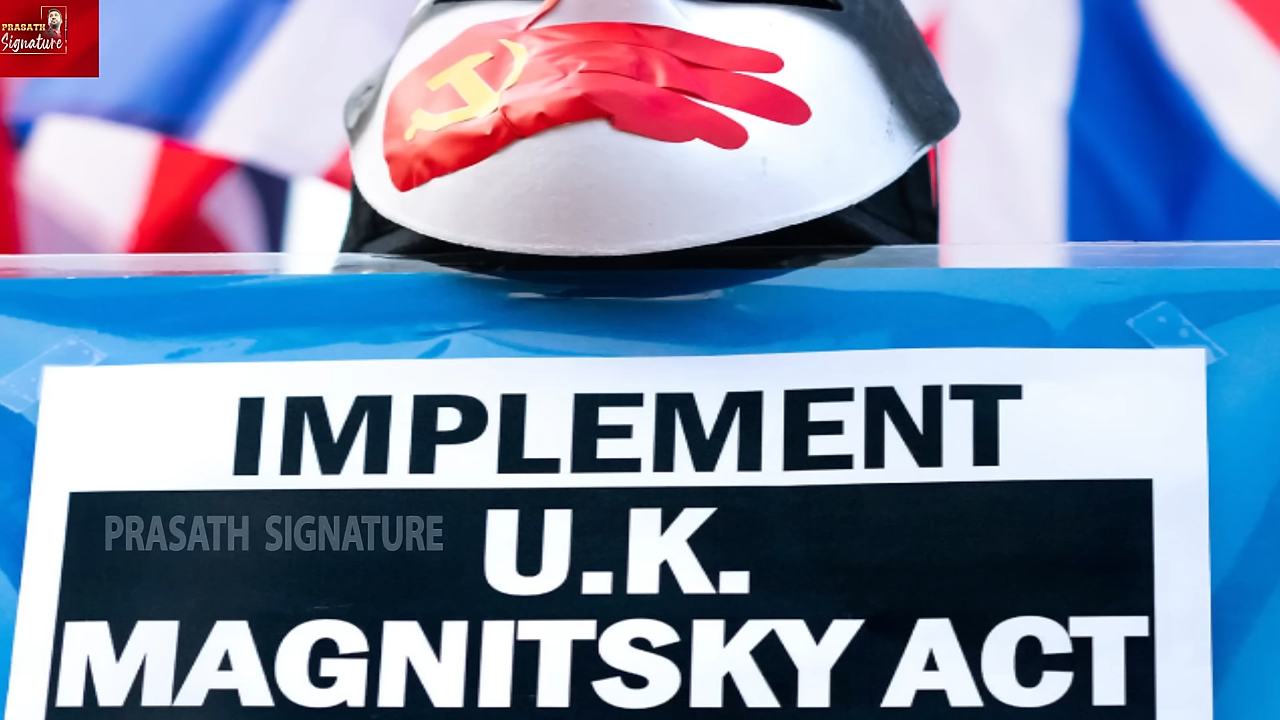 PRASATH
Signature
IMPLEMENT
PRASATH SIGNATURE
U.K.
MAGNITSKY ACT